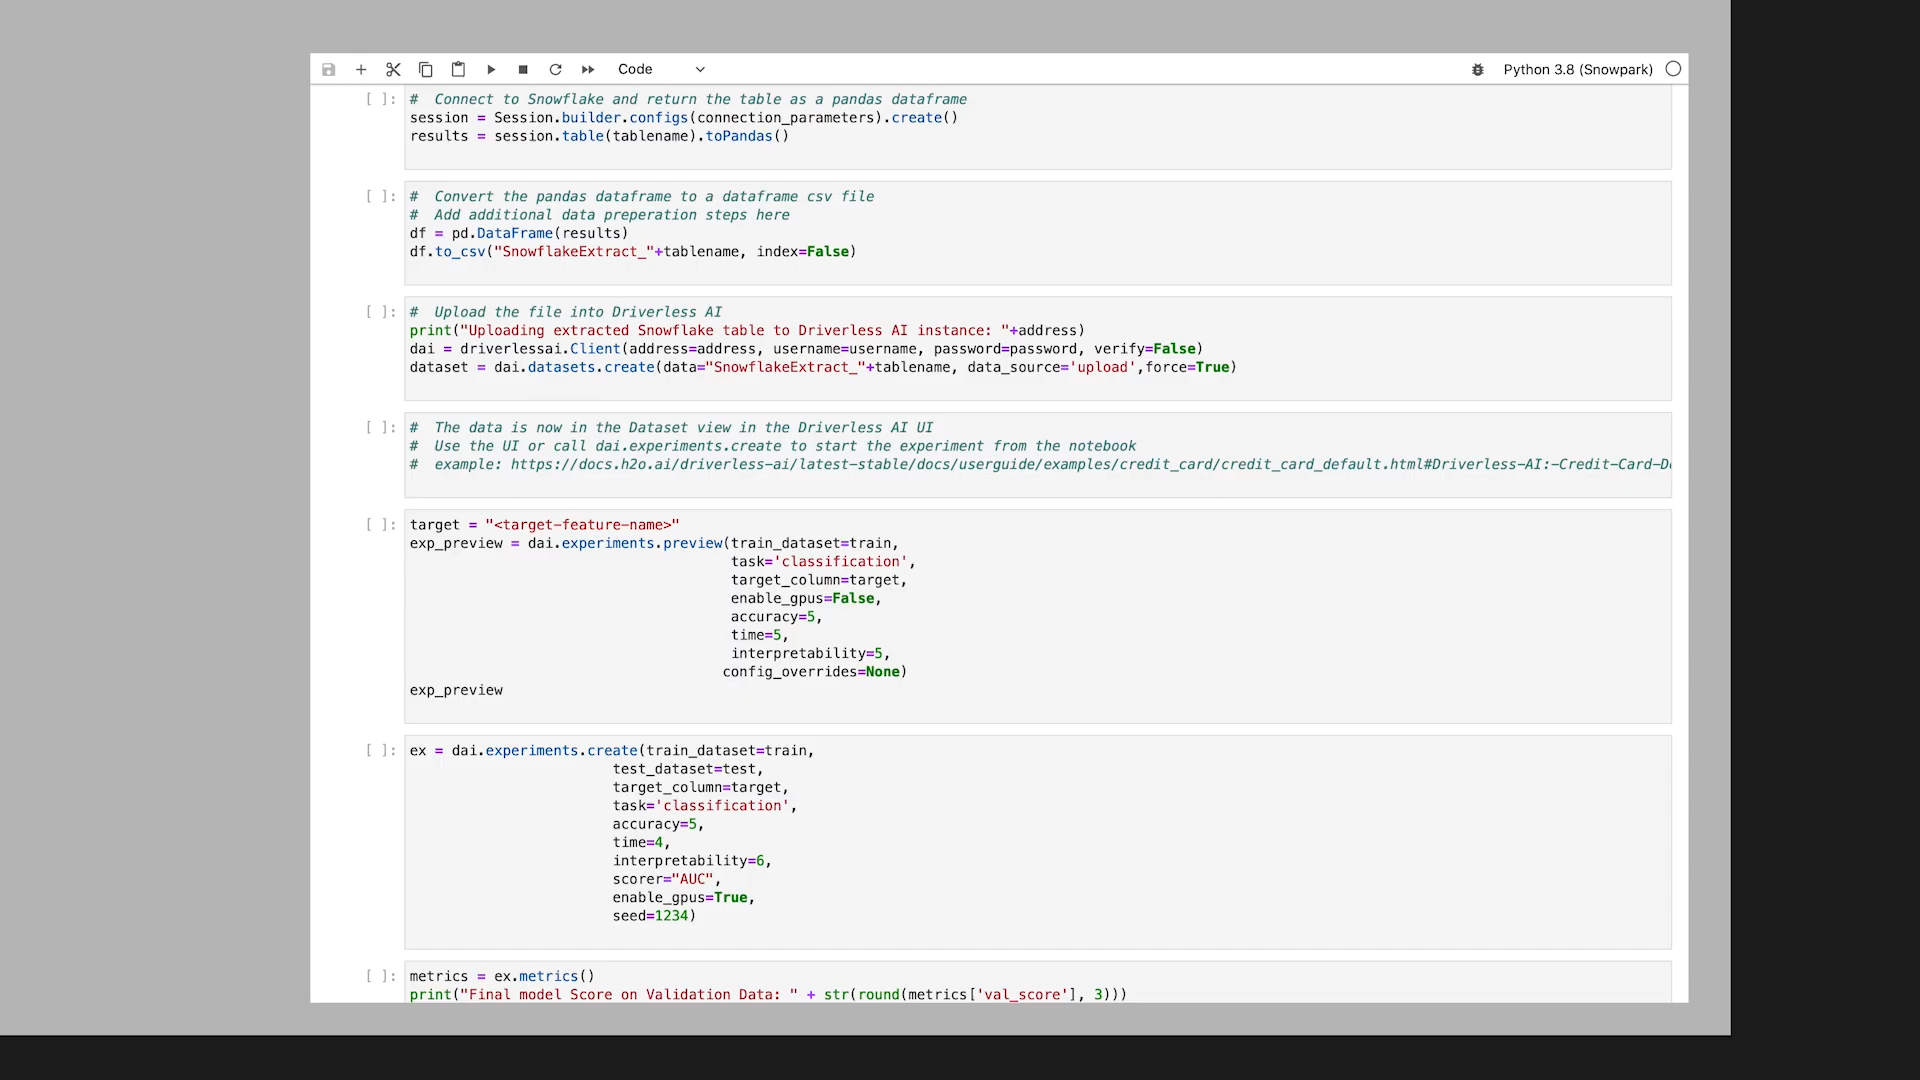 Code
Python 3.8 (Snowpark)
[ ]: # Connect to Snowflake and return the table as a pandas dataframe
session = Session.builder.configs(connection_parameters).create()
results = session.table(tablename).toPandas()
[ ]: # Convert the pandas dataframe to a dataframe csv file
# Add additional data preperation steps here
df = pd.DataFrame(results)
df.to_csv("SnowflakeExtract_"+tablename, index=False)
[ ]: # Upload the file into Driverless AI
print("Uploading extracted Snowflake table to Driverless AI instance: "+address)
dai = driverlessai.Client(address=address, username=username, password=password, verify=False)
dataset = dai.datasets.create(data="SnowflakeExtract_"+tablename, data_source='upload',force=True)
[ ]: # The data is now in the Dataset view in the Driverless AI UI
# Use the UI or call dai.experiments.create to start the experiment from the notebook
# example: https://docs.h2o.ai/driverless-ai/latest-stable/docs/userguide/examples/credit_card/credit_card_default.html#Driverless-AI:-Credit-Card-D
[ ]: target = "<target-feature-name>"
exp_preview = dai.experiments.preview(train_dataset=train,
task='classification',
target_column=target,
enable_gpus=False,
accuracy=5,
time=5,
interpretability=5,
config_overrides=None)
exp_preview
[ ]: ex = dai.experiments.create(train_dataset=train,
test_dataset=test,
target_column=target,
task='classification',
accuracy=5,
time=4,
interpretability=6,
scorer="AUC",
enable_gpus=True,
seed=1234)
[ ]: metrics = ex.metrics()
print("Final model Score on Validation Data: " + str(round(metrics['val_score'], 3)))